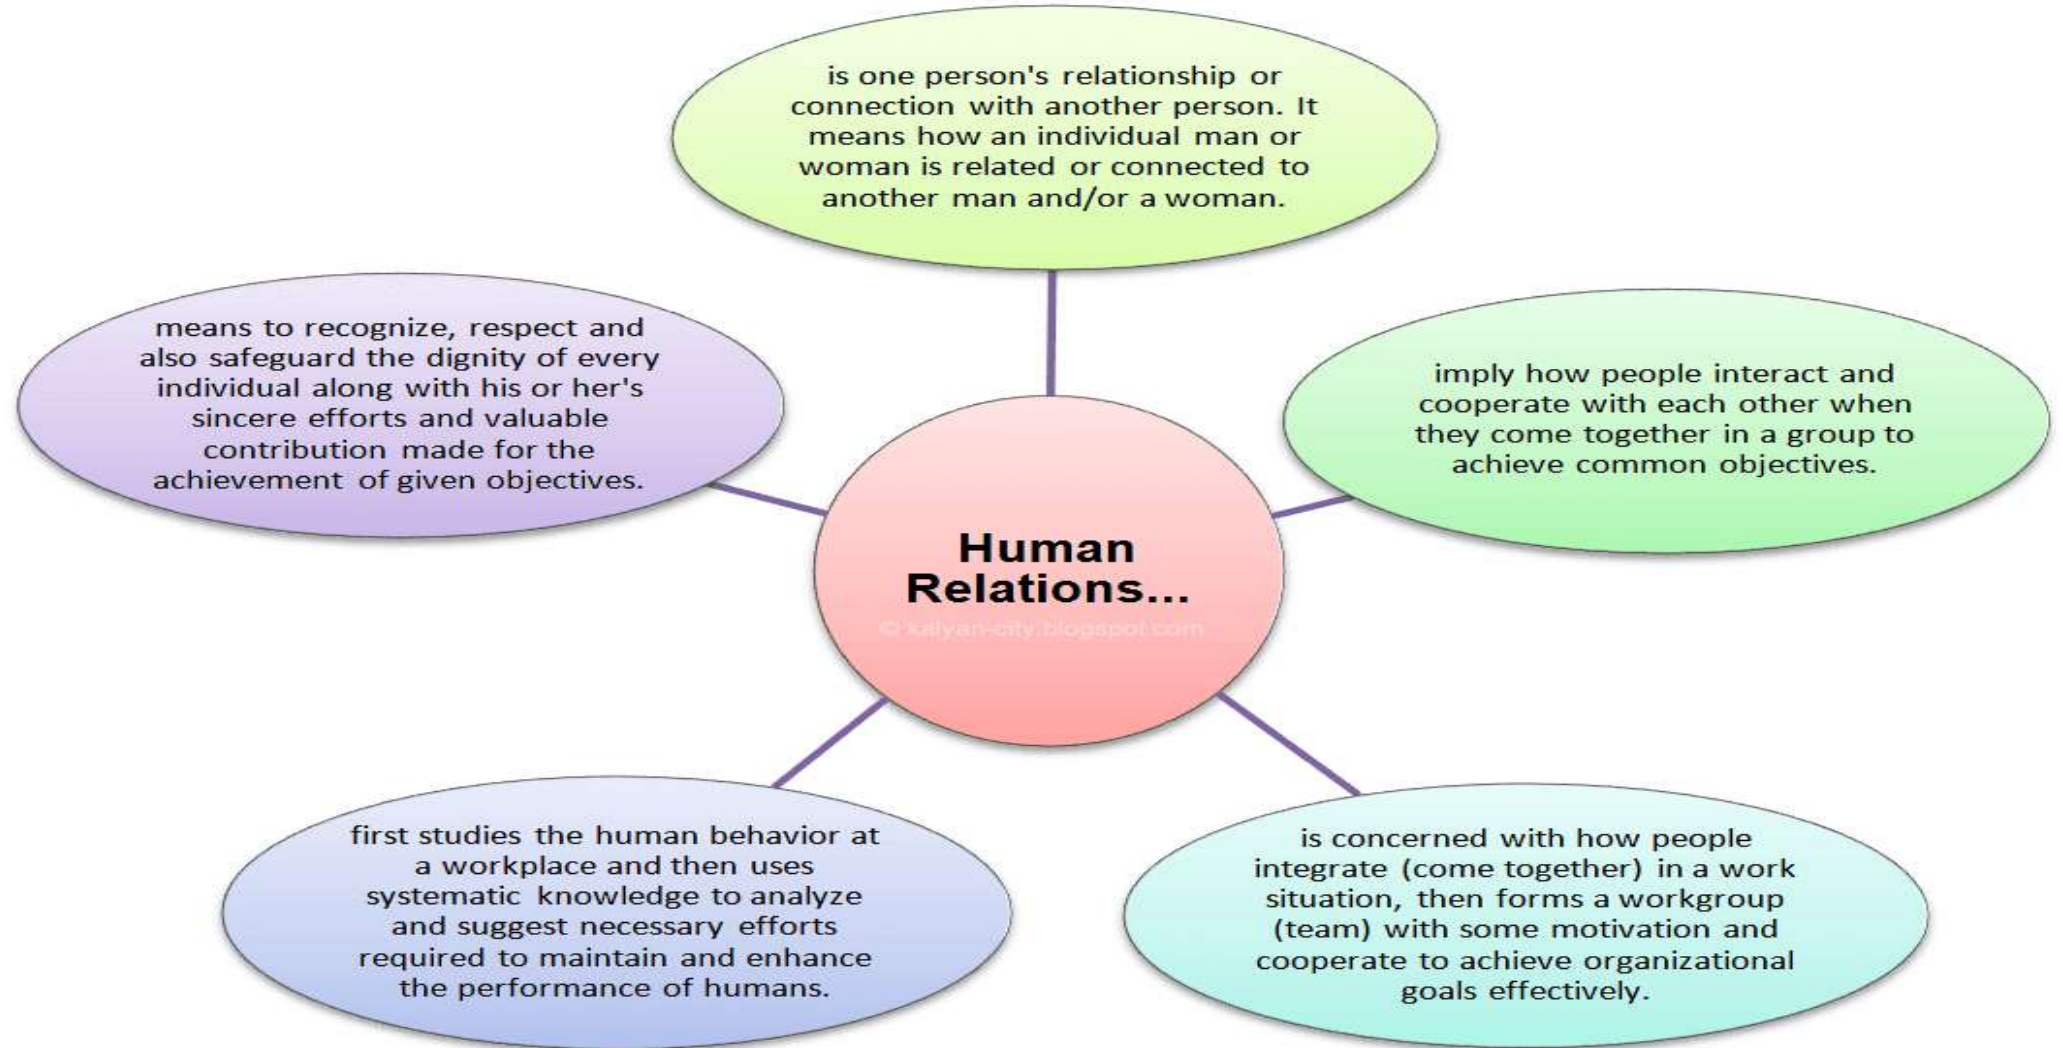 is one person's relationship or
connection with another person. It
means how an individual man or
woman is related or connected to
another man and/or a woman.
means to recognize, respect and
also safeguard the dignity of every
individual along with his or her's
sincere efforts and valuable
contribution made for the
achievement of given objectives.
imply how people interact and
cooperate with each other when
they come together in a group to
achieve common objectives.
Human
Relations...
© kalyan-city.blogspot.com
first studies the human behavior at
a workplace and then uses
systematic knowledge to analyze
and suggest necessary efforts
required to maintain and enhance
the performance of humans.
is concerned with how people
integrate (come together) in a work
situation, then forms a workgroup
(team) with some motivation and
cooperate to achieve organizational
goals effectively.